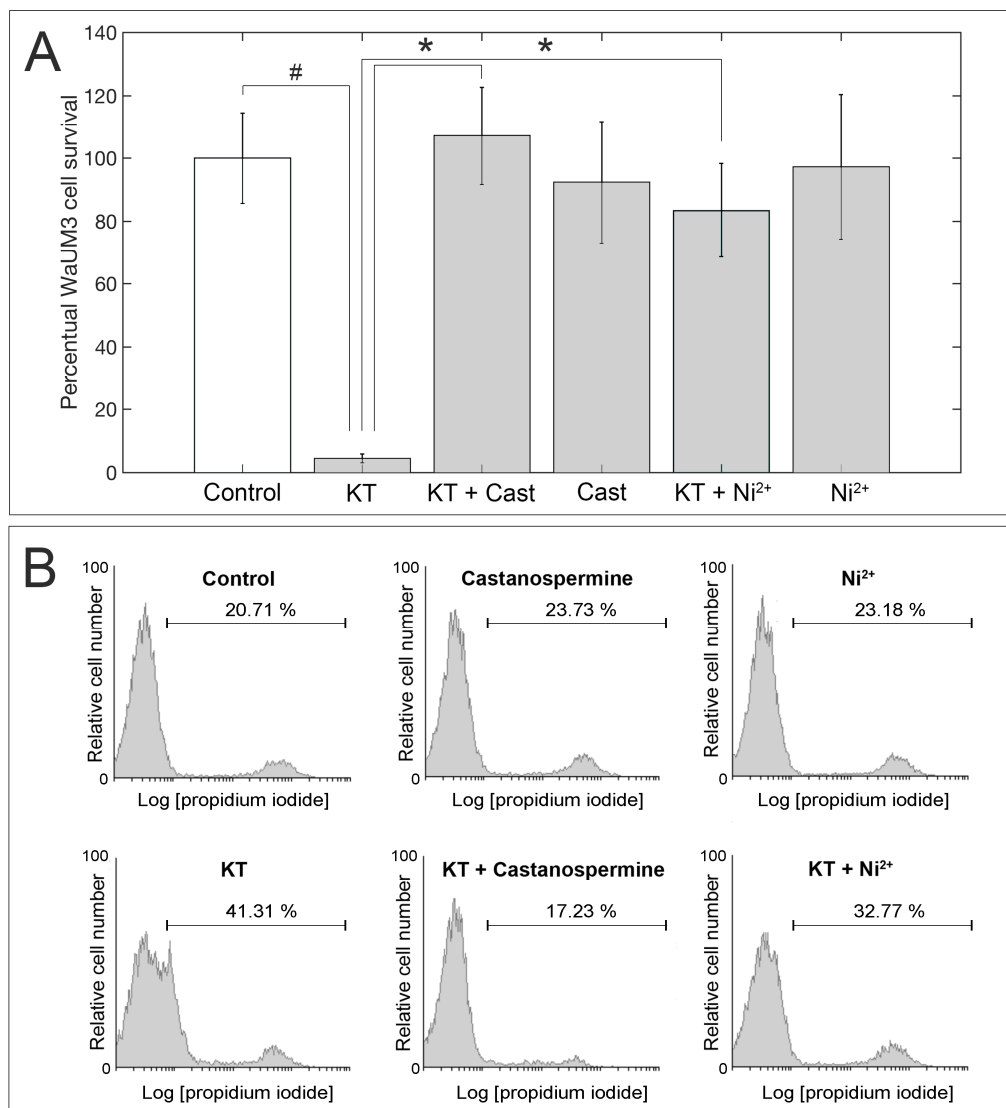 A
140
120
100
80
60
40
20
0
Percentual WaUM3 cell survival
#
*
*
Control KT KT + Cast Cast KT + Ni²⁺ Ni²⁺
B
100
Relative cell number
0
Control
20.71 %
Log [propidium iodide]
100
Relative cell number
0
Castanospermine
23.73 %
Log [propidium iodide]
100
Relative cell number
0
Ni²⁺
23.18 %
Log [propidium iodide]
100
Relative cell number
0
KT
41.31 %
Log [propidium iodide]
100
Relative cell number
0
KT + Castanospermine
17.23 %
Log [propidium iodide]
100
Relative cell number
0
KT + Ni²⁺
32.77 %
Log [propidium iodide]